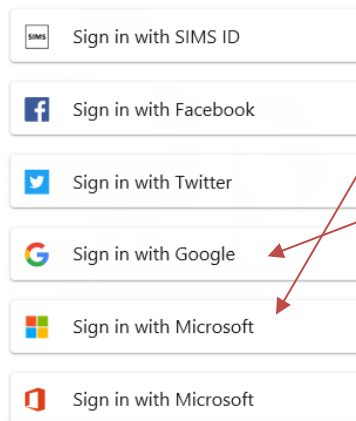 SIMS Sign in with SIMS ID
Sign in with Facebook
Sign in with Twitter
Sign in with Google
Sign in with Microsoft
Sign in with Microsoft